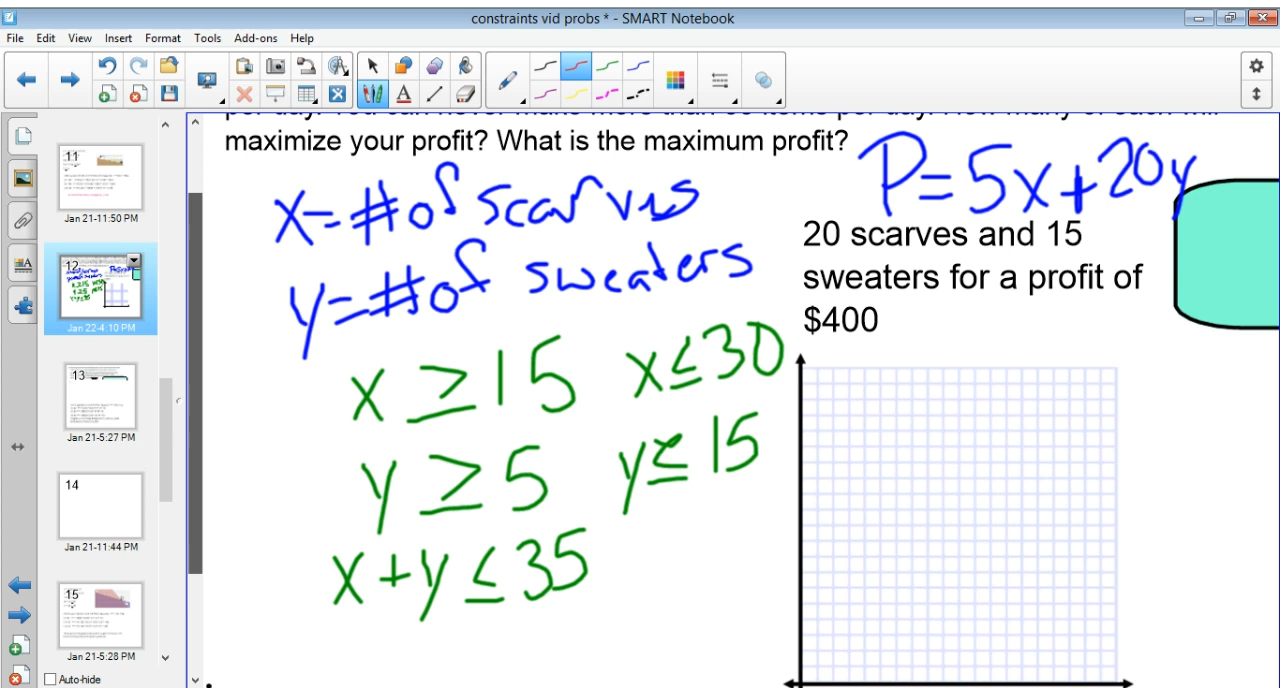 constraints vid probs * - SMART Notebook
File Edit View Insert Format Tools Add-ons Help
maximize your profit? What is the maximum profit?
P=5x+20y
x=#of scarves
y=#of sweaters
20 scarves and 15
sweaters for a profit of
$400
x ≥ 15 x≤30
y ≥ 5 y≤ 15
x+y ≤ 35
11
Jan 21-11:50 PM
12
Jan 22-4:10 PM
13
Jan 21-5:27 PM
14
Jan 21-11:44 PM
15
Jan 21-5:28 PM
Auto-hide